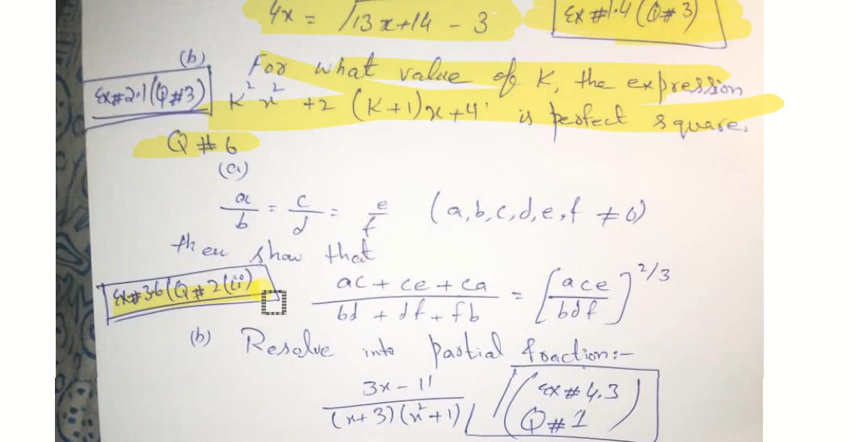 4x = √13x+14 - 3
Ex #1.4 (Q# 3)
(b) For what value of K, the expression
Ex#2.1(Q#3)
K²x² +2 (K+1)x+4 is perfect square.
Q # 6
(a)
a/b = c/d = e/f (a,b,c,d,e,f ≠0)
then show that
Ex#3.6(Q#2(ii)
ac + ce + ea / bd + df + fb = [ace / bdf]^2/3
(b) Resolve into partial fraction:-
3x - 11 / (x+3)(x²+1)
(Ex#4.3
Q#1)